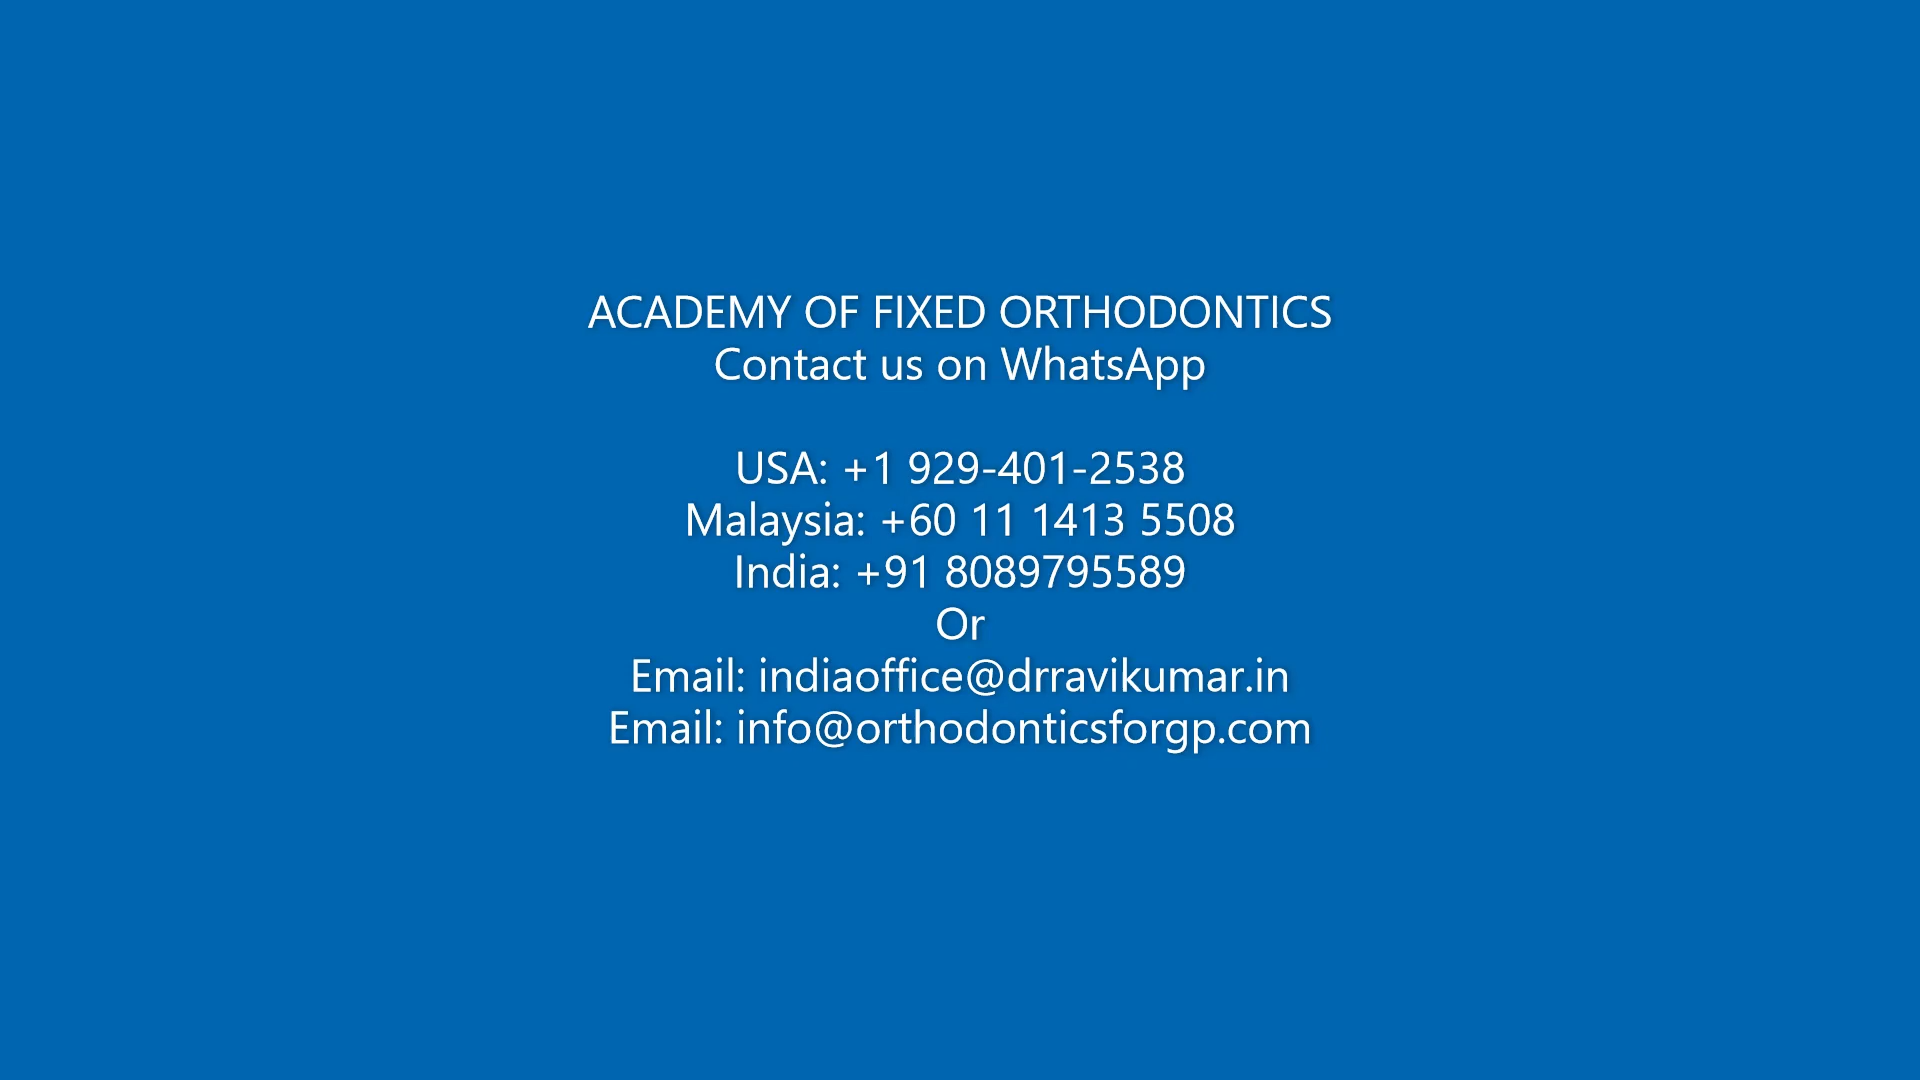 ACADEMY OF FIXED ORTHODONTICS
Contact us on WhatsApp
USA: +1 929-401-2538
Malaysia: +60 11 1413 5508
India: +91 8089795589
Or
Email: indiaoffice@drravikumar.in
Email: info@orthodonticsforgp.com